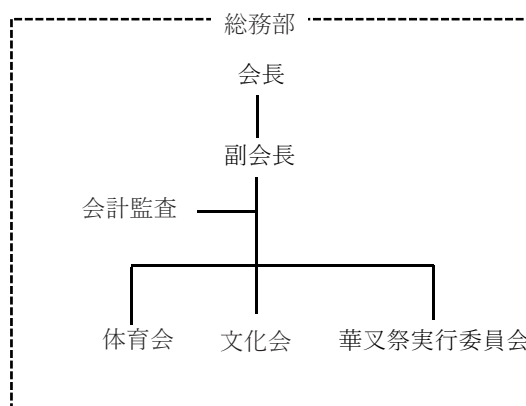 総務部
会長
副会長
会計監査
体育会
文化会
華叉祭実行委員会